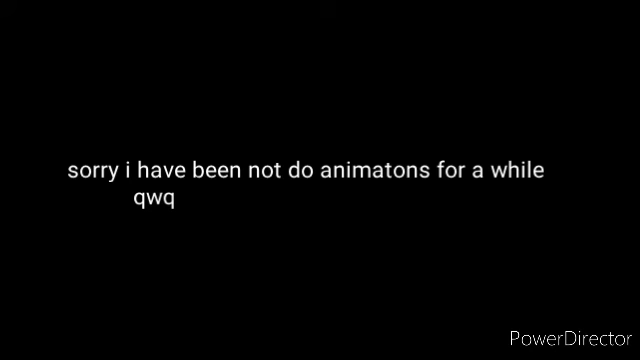 sorry i have been not do animatons for a while
qwq
PowerDirector